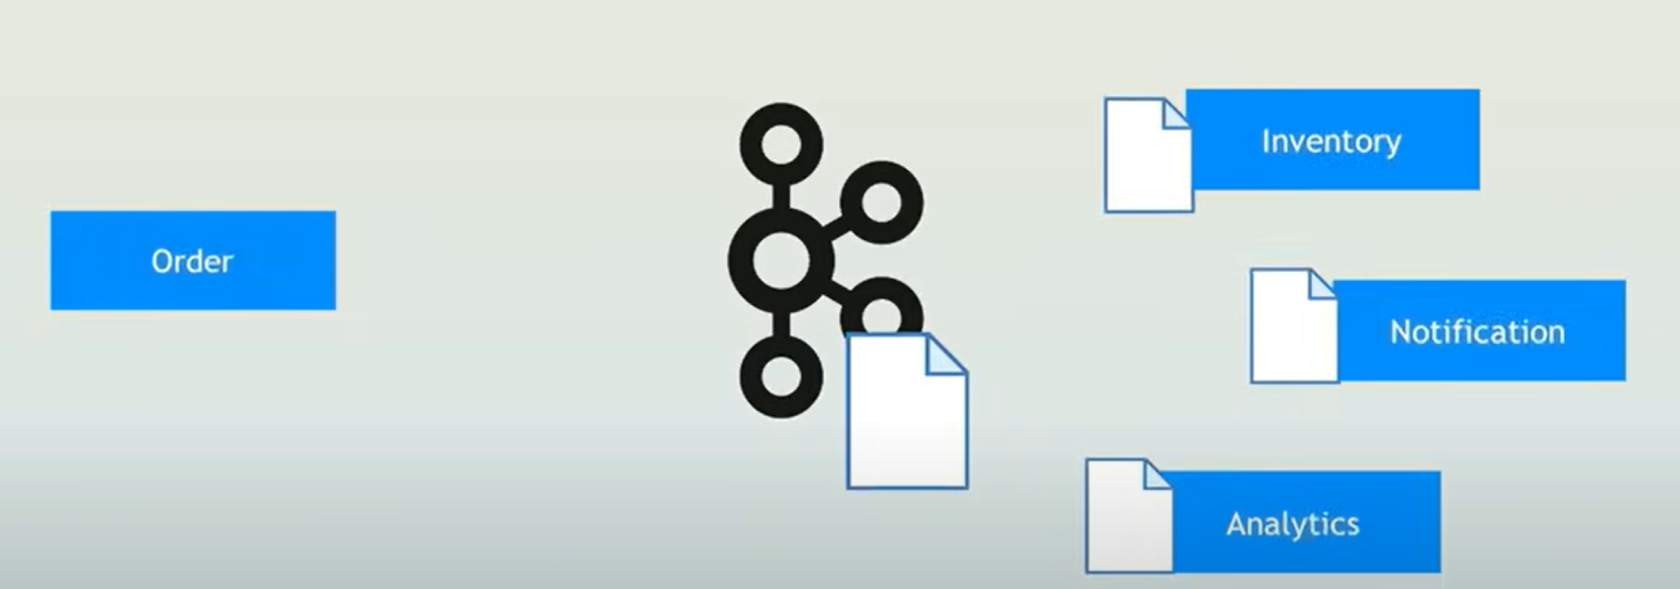 Order
Inventory
Notification
Analytics